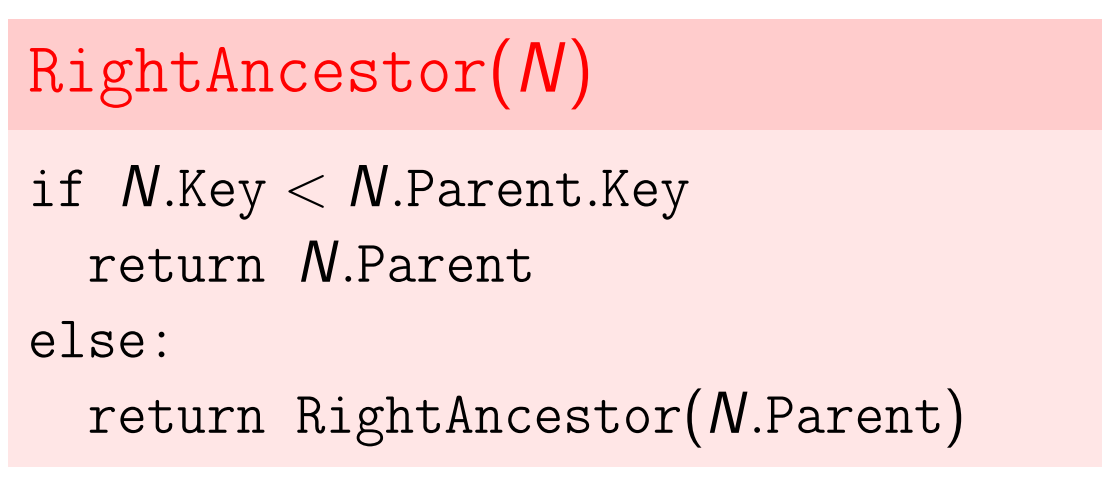 RightAncestor(N)
if N.Key < N.Parent.Key
return N.Parent
else:
return RightAncestor(N.Parent)